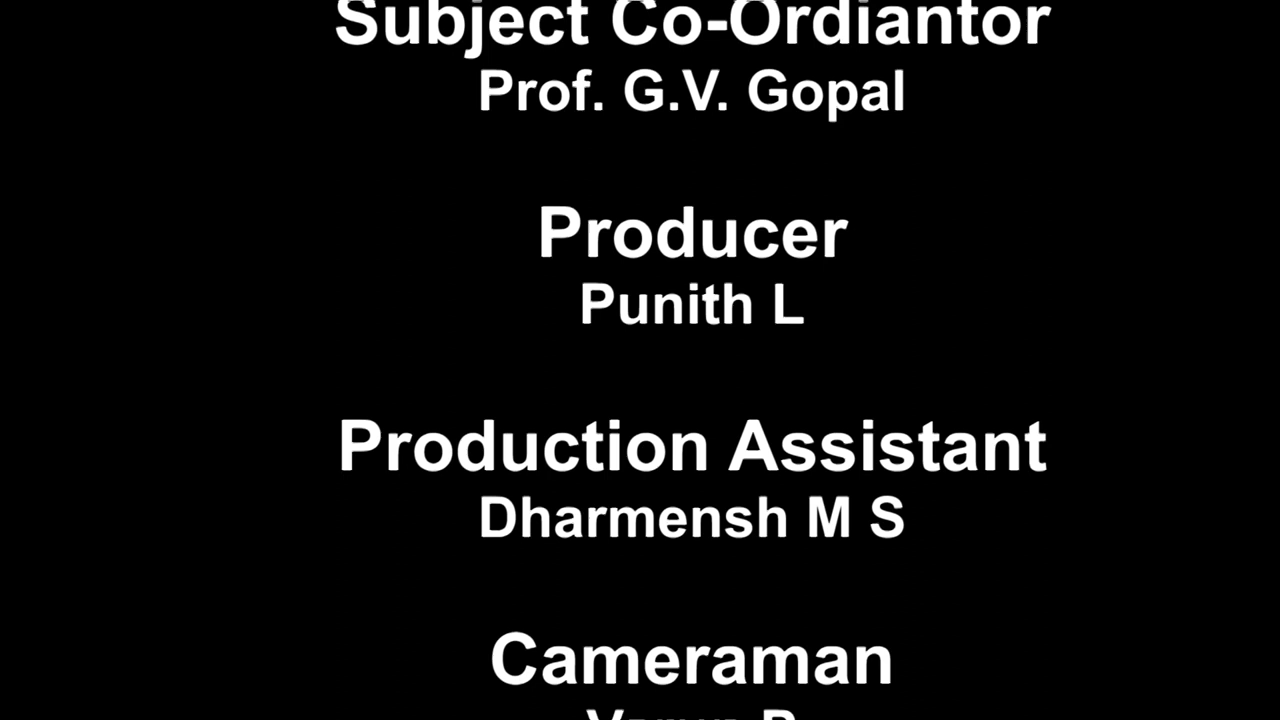 Subject Co-Ordiantor
Prof. G.V. Gopal
Producer
Punith L
Production Assistant
Dharmensh M S
Cameraman